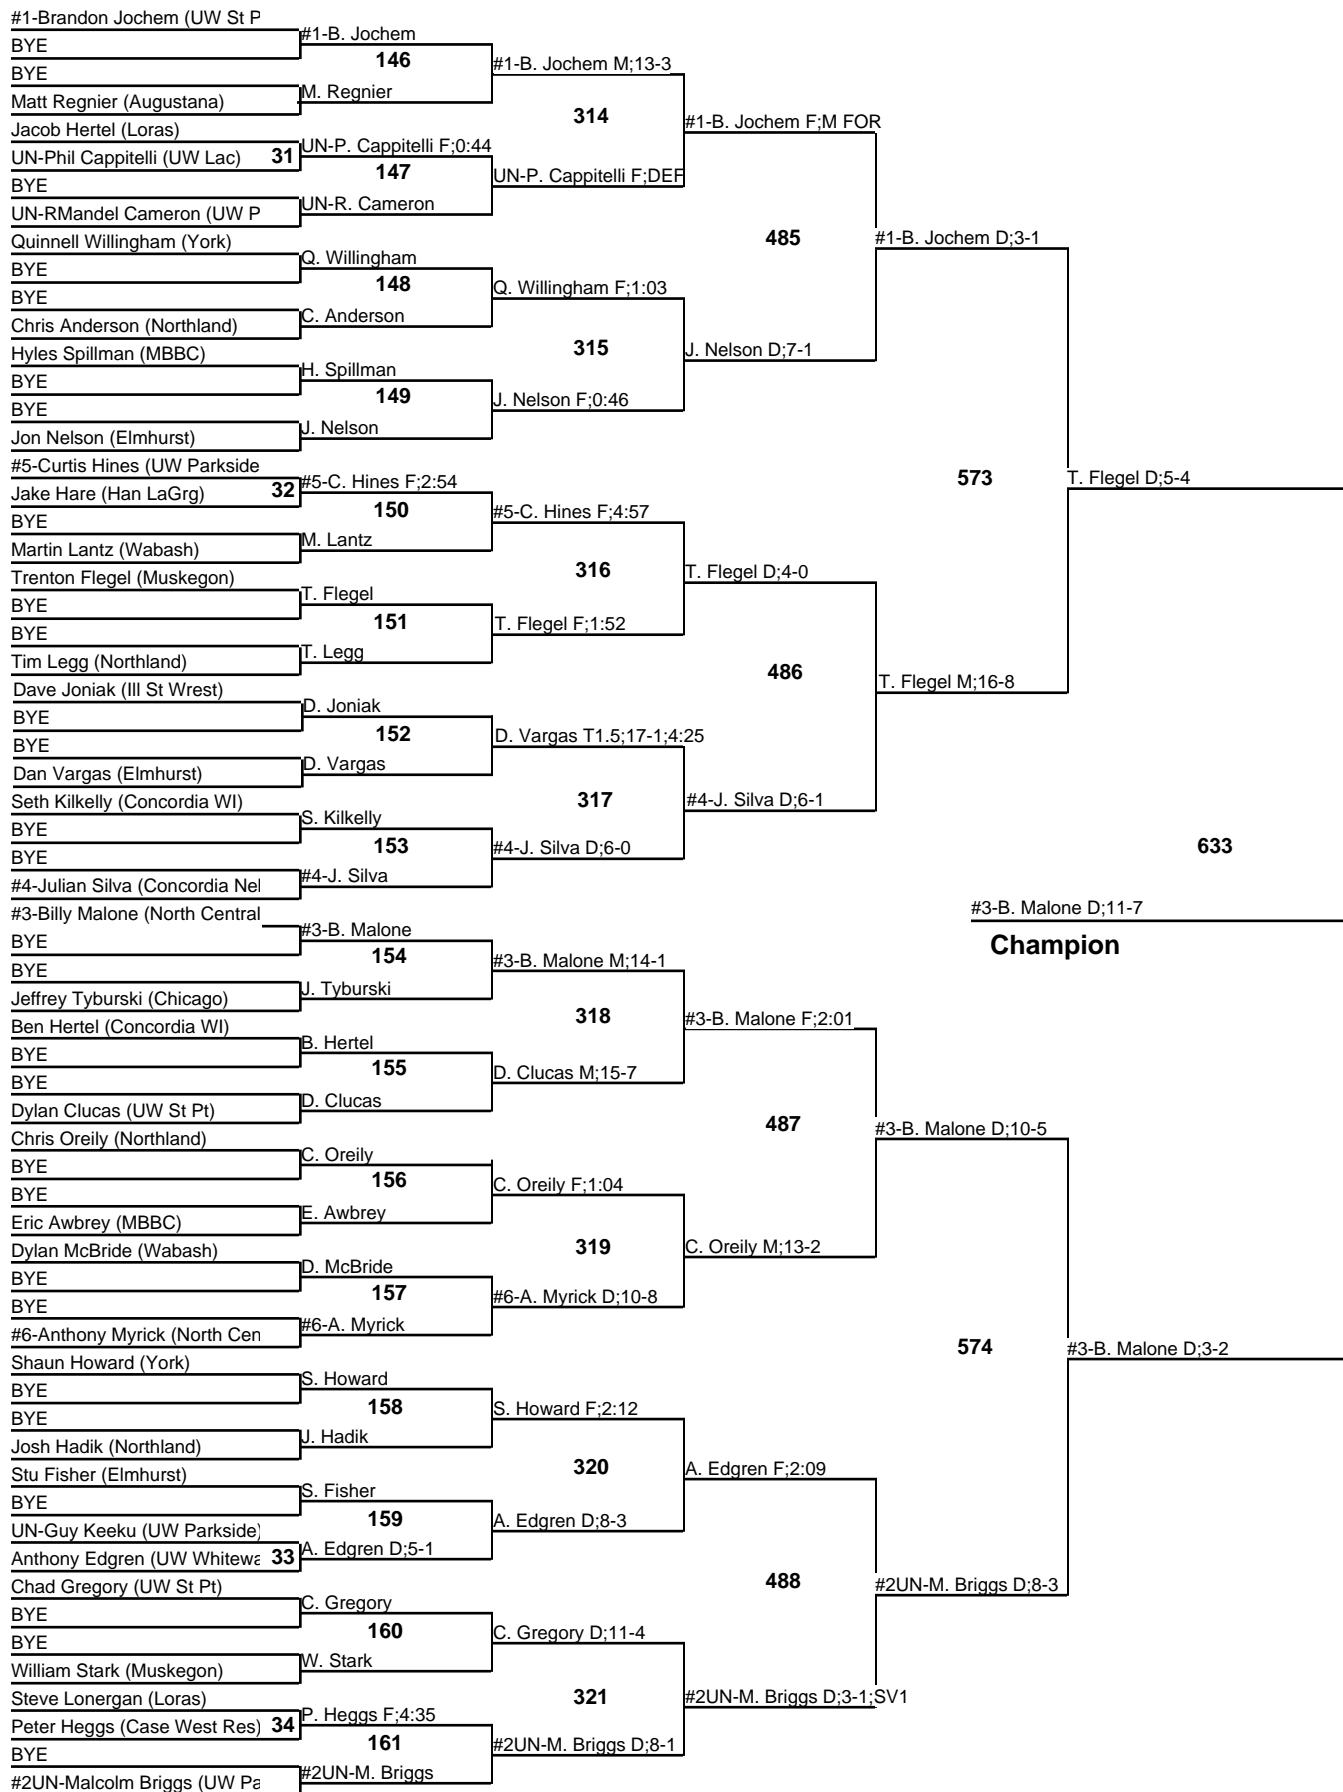 #1-Brandon Jochem (UW St P
BYE
BYE
Matt Regnier (Augustana)
Jacob Hertel (Loras)
UN-Phil Cappitelli (UW Lac) 31
BYE
UN-RMandel Cameron (UW P
Quinnell Willingham (York)
BYE
BYE
Chris Anderson (Northland)
Hyles Spillman (MBBC)
BYE
BYE
Jon Nelson (Elmhurst)
#5-Curtis Hines (UW Parkside
Jake Hare (Han LaGrg) 32
BYE
Martin Lantz (Wabash)
Trenton Flegel (Muskegon)
BYE
BYE
Tim Legg (Northland)
Dave Joniak (Ill St Wrest)
BYE
BYE
Dan Vargas (Elmhurst)
Seth Kilkelly (Concordia WI)
BYE
BYE
#4-Julian Silva (Concordia Nel
#3-Billy Malone (North Central
BYE
BYE
Jeffrey Tyburski (Chicago)
Ben Hertel (Concordia WI)
BYE
BYE
Dylan Clucas (UW St Pt)
Chris Oreily (Northland)
BYE
BYE
Eric Awbrey (MBBC)
Dylan McBride (Wabash)
BYE
BYE
#6-Anthony Myrick (North Cen
Shaun Howard (York)
BYE
BYE
Josh Hadik (Northland)
Stu Fisher (Elmhurst)
BYE
UN-Guy Keeku (UW Parkside)
Anthony Edgren (UW Whitewa 33
Chad Gregory (UW St Pt)
BYE
BYE
William Stark (Muskegon)
Steve Lonergan (Loras)
Peter Heggs (Case West Res) 34
BYE
#2UN-Malcolm Briggs (UW Pa
#1-B. Jochem
146
M. Regnier
UN-P. Cappitelli F;0:44
147
UN-R. Cameron
Q. Willingham
148
C. Anderson
H. Spillman
149
J. Nelson
#5-C. Hines F;2:54
150
M. Lantz
T. Flegel
151
T. Legg
D. Joniak
152
D. Vargas
S. Kilkelly
153
#4-J. Silva
#3-B. Malone
154
J. Tyburski
B. Hertel
155
D. Clucas
C. Oreily
156
E. Awbrey
D. McBride
157
#6-A. Myrick
S. Howard
158
J. Hadik
S. Fisher
159
A. Edgren D;5-1
C. Gregory
160
W. Stark
P. Heggs F;4:35
161
#2UN-M. Briggs
#1-B. Jochem M;13-3
314
UN-P. Cappitelli F;DEF
Q. Willingham F;1:03
315
J. Nelson F;0:46
#5-C. Hines F;4:57
316
T. Flegel F;1:52
D. Vargas T1.5;17-1;4:25
317
#4-J. Silva D;6-0
#3-B. Malone M;14-1
318
D. Clucas M;15-7
C. Oreily F;1:04
319
#6-A. Myrick D;10-8
S. Howard F;2:12
320
A. Edgren D;8-3
C. Gregory D;11-4
321
#2UN-M. Briggs D;8-1
#1-B. Jochem F;M FOR
485
J. Nelson D;7-1
T. Flegel D;4-0
486
#4-J. Silva D;6-1
#3-B. Malone F;2:01
487
C. Oreily M;13-2
A. Edgren F;2:09
488
#2UN-M. Briggs D;3-1;SV1
#1-B. Jochem D;3-1
573
T. Flegel M;16-8
#3-B. Malone D;10-5
574
#2UN-M. Briggs D;8-3
T. Flegel D;5-4
633
#3-B. Malone D;3-2
#3-B. Malone D;11-7
Champion